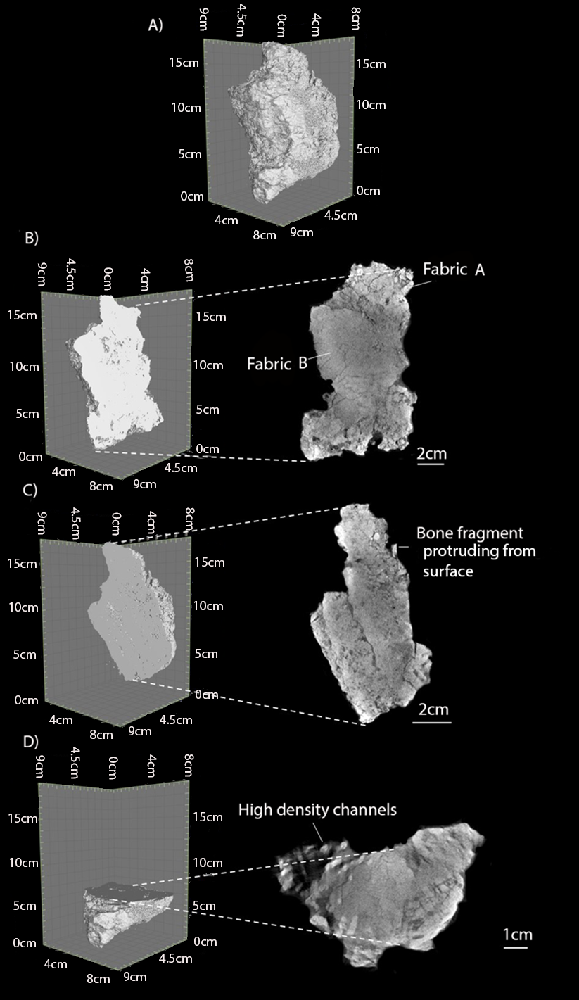 A)
9cm 4.5cm 0cm 4cm 8cm
15cm 15cm
10cm 10cm
5cm 5cm
0cm 0cm
4cm 4.5cm
8cm 9cm
B)
9cm 4.5cm 0cm 4cm 8cm
Fabric A
15cm 15cm
10cm 10cm
Fabric B
5cm 5cm
0cm 0cm
4cm 4.5cm
8cm 9cm
2cm
C)
9cm 4.5cm 0cm 4cm 8cm
Bone fragment
protruding from
surface
15cm 15cm
10cm 10cm
5cm 5cm
0cm 0cm
4cm 4.5cm
8cm 9cm
2cm
D)
9cm 4.5cm 0cm 4cm 8cm
High density channels
15cm 15cm
10cm 10cm
5cm 5cm
0cm 0cm
4cm 4.5cm
8cm 9cm
1cm